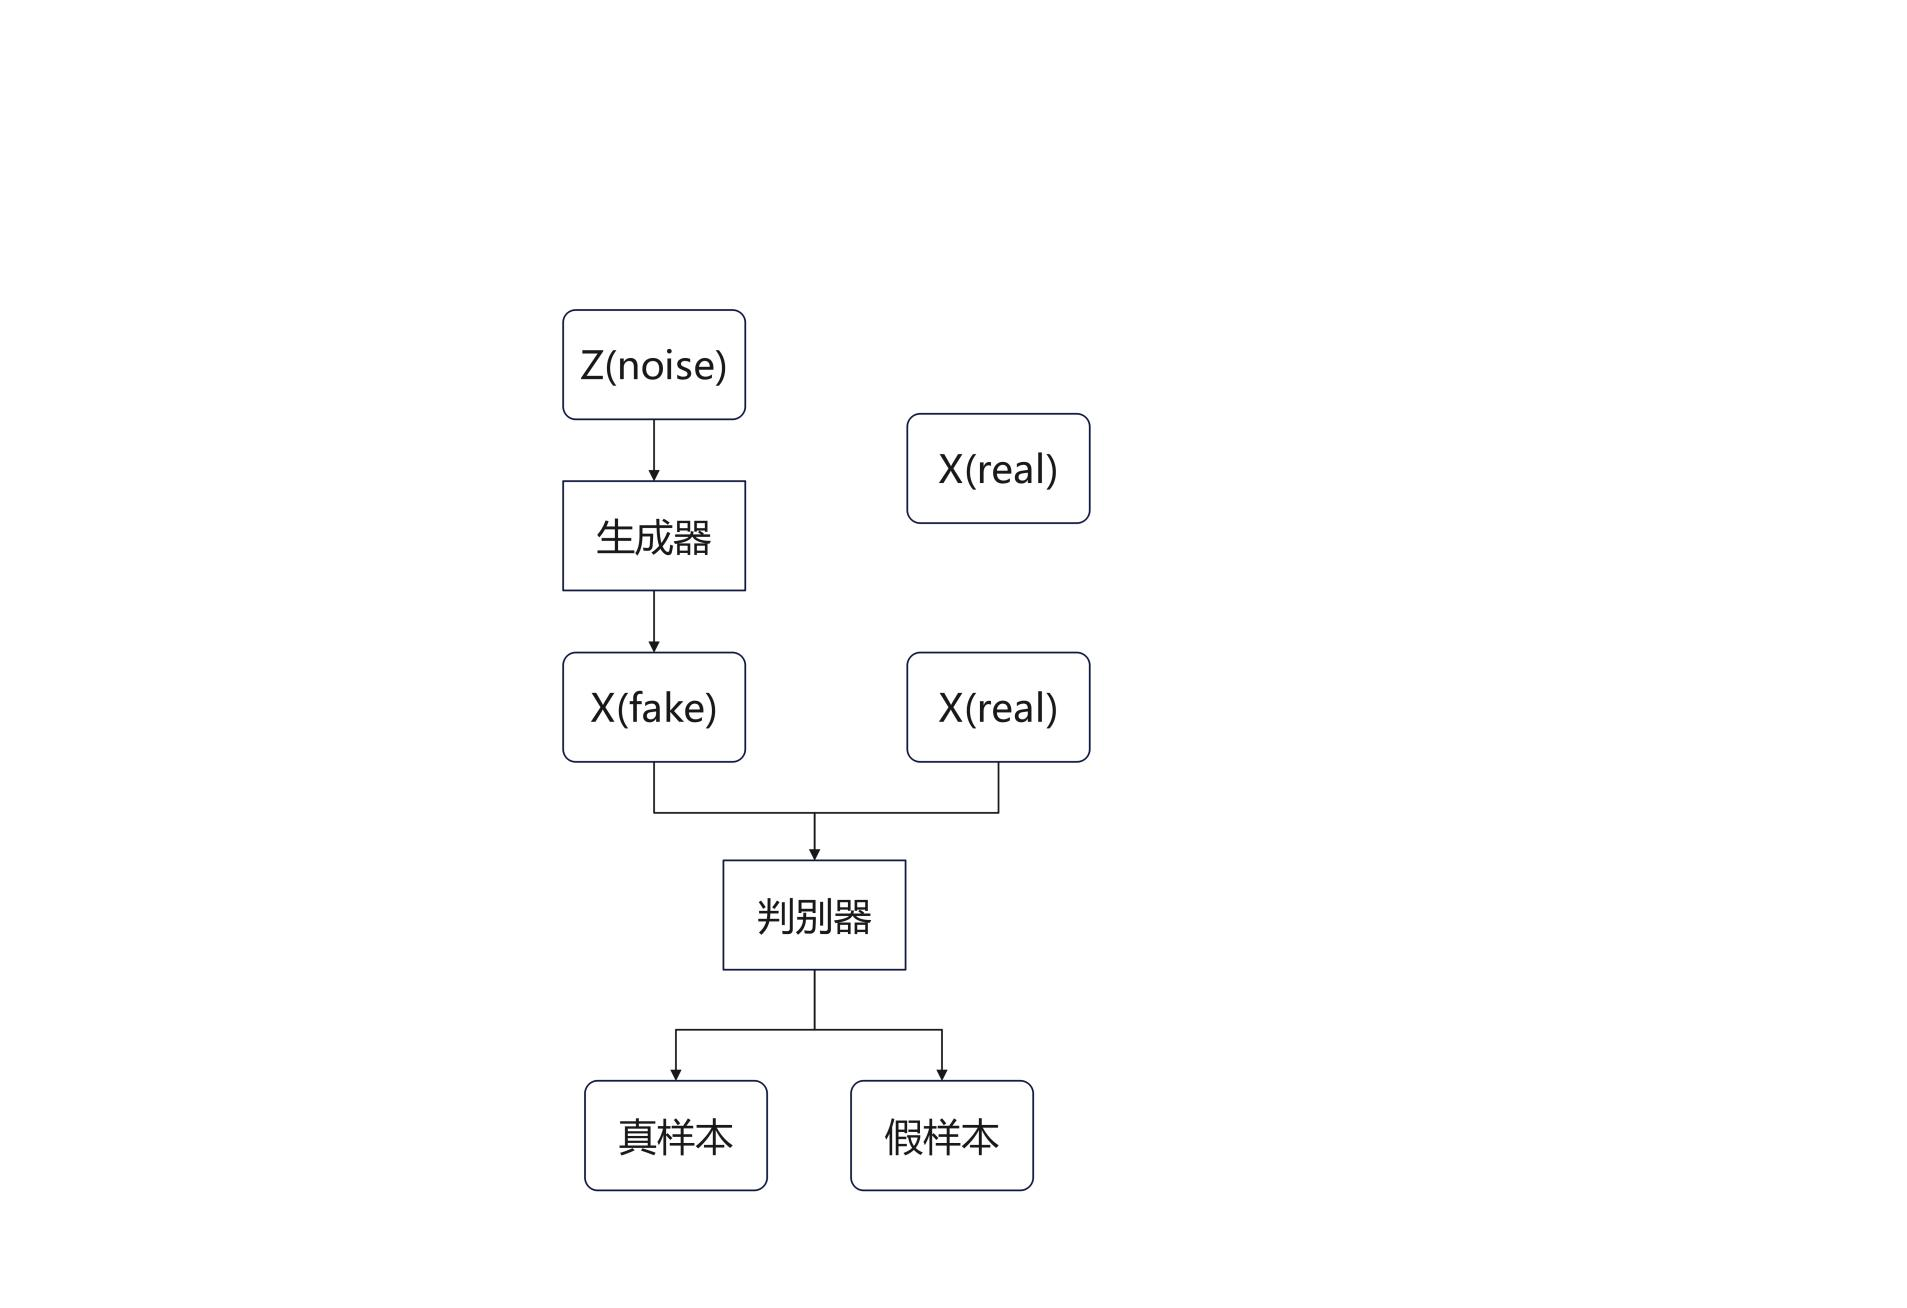 Z(noise)
X(real)
生成器
X(fake)
X(real)
判别器
真样本
假样本